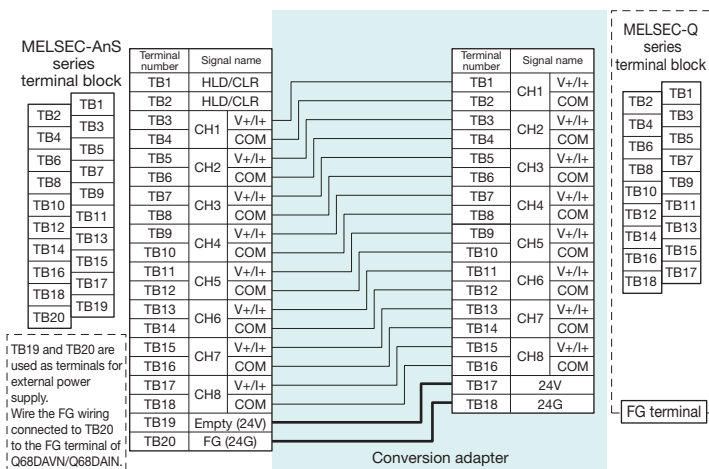 MELSEC-AnS
series
terminal block
TB1
TB2
TB3
TB4
TB5
TB6
TB7
TB8
TB9
TB10
TB11
TB12
TB13
TB14
TB15
TB16
TB17
TB18
TB19
TB20
TB19 and TB20 are
used as terminals for
external power
supply.
Wire the FG wiring
connected to TB20
to the FG terminal of
Q68DAVN/Q68DAIN.
Terminal number Signal name
TB1 HLD/CLR
TB2 HLD/CLR
TB3 CH1 V+/I+
TB4 COM
TB5 CH2 V+/I+
TB6 COM
TB7 CH3 V+/I+
TB8 COM
TB9 CH4 V+/I+
TB10 COM
TB11 CH5 V+/I+
TB12 COM
TB13 CH6 V+/I+
TB14 COM
TB15 CH7 V+/I+
TB16 COM
TB17 CH8 V+/I+
TB18 COM
TB19 Empty (24V)
TB20 FG (24G)
Terminal number Signal name
TB1 CH1 V+/I+
TB2 COM
TB3 CH2 V+/I+
TB4 COM
TB5 CH3 V+/I+
TB6 COM
TB7 CH4 V+/I+
TB8 COM
TB9 CH5 V+/I+
TB10 COM
TB11 CH6 V+/I+
TB12 COM
TB13 CH7 V+/I+
TB14 COM
TB15 CH8 V+/I+
TB16 COM
TB17 24V
TB18 24G
Conversion adapter
MELSEC-Q
series
terminal block
TB1
TB2
TB3
TB4
TB5
TB6
TB7
TB8
TB9
TB10
TB11
TB12
TB13
TB14
TB15
TB16
TB17
TB18
FG terminal